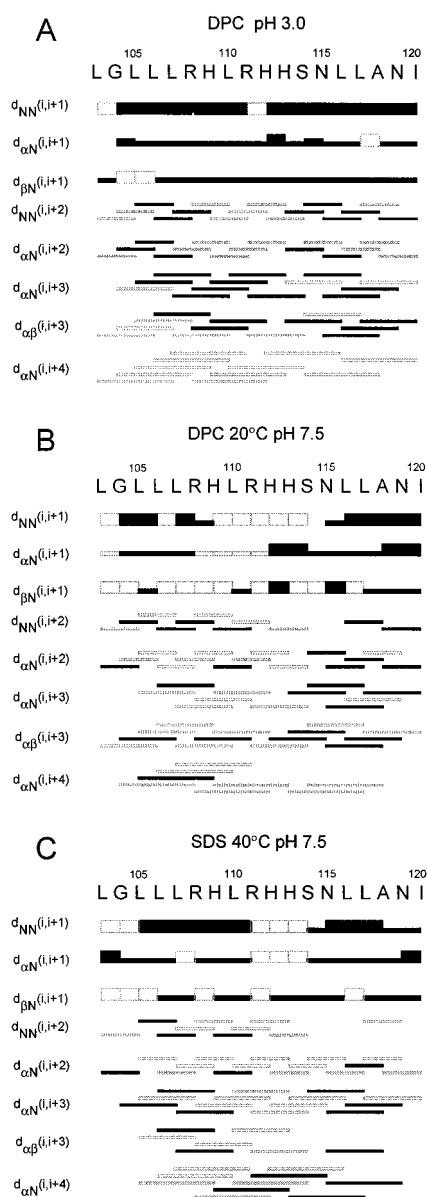 A
DPC pH 3.0
105 110 115 120
L G L L L R H L R H H S N L L A N I
dNN(i,i+1)
dαN(i,i+1)
dβN(i,i+1)
dNN(i,i+2)
dαN(i,i+2)
dαN(i,i+3)
dαβ(i,i+3)
dαN(i,i+4)
B
DPC 20°C pH 7.5
105 110 115 120
L G L L L R H L R H H S N L L A N I
dNN(i,i+1)
dαN(i,i+1)
dβN(i,i+1)
dNN(i,i+2)
dαN(i,i+2)
dαN(i,i+3)
dαβ(i,i+3)
dαN(i,i+4)
C
SDS 40°C pH 7.5
105 110 115 120
L G L L L R H L R H H S N L L A N I
dNN(i,i+1)
dαN(i,i+1)
dβN(i,i+1)
dNN(i,i+2)
dαN(i,i+2)
dαN(i,i+3)
dαβ(i,i+3)
dαN(i,i+4)